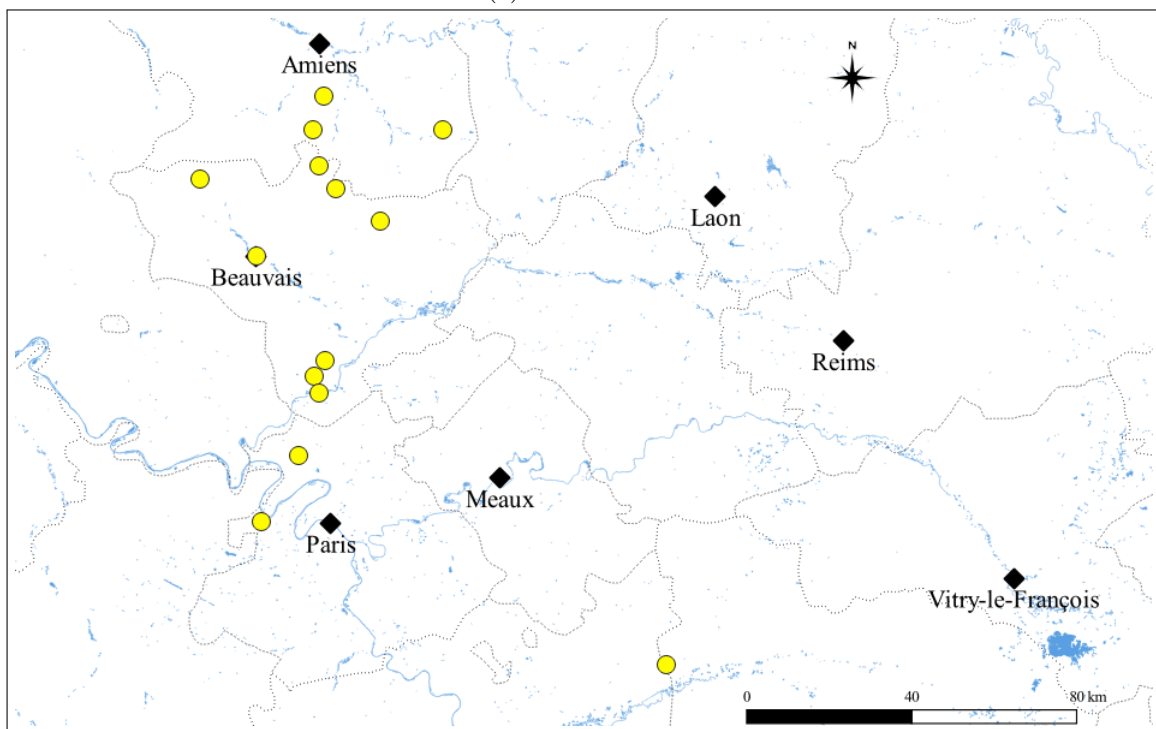 N
Amiens
Laon
Beauvais
Reims
Meaux
Paris
Vitry-le-François
0 40 80 km